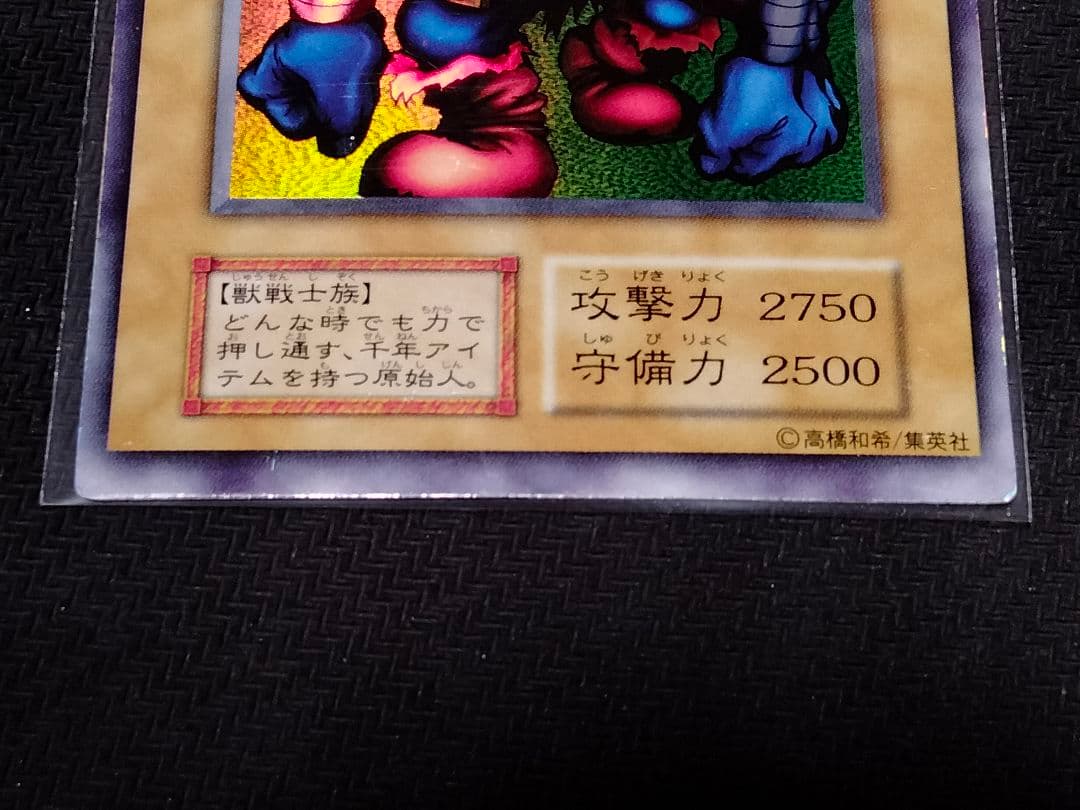 【獣戦士族】
どんな時でも力で
押し通す、千年アイ
テムを持つ原始人。
攻撃力 2750
守備力 2500
©高橋和希/集英社